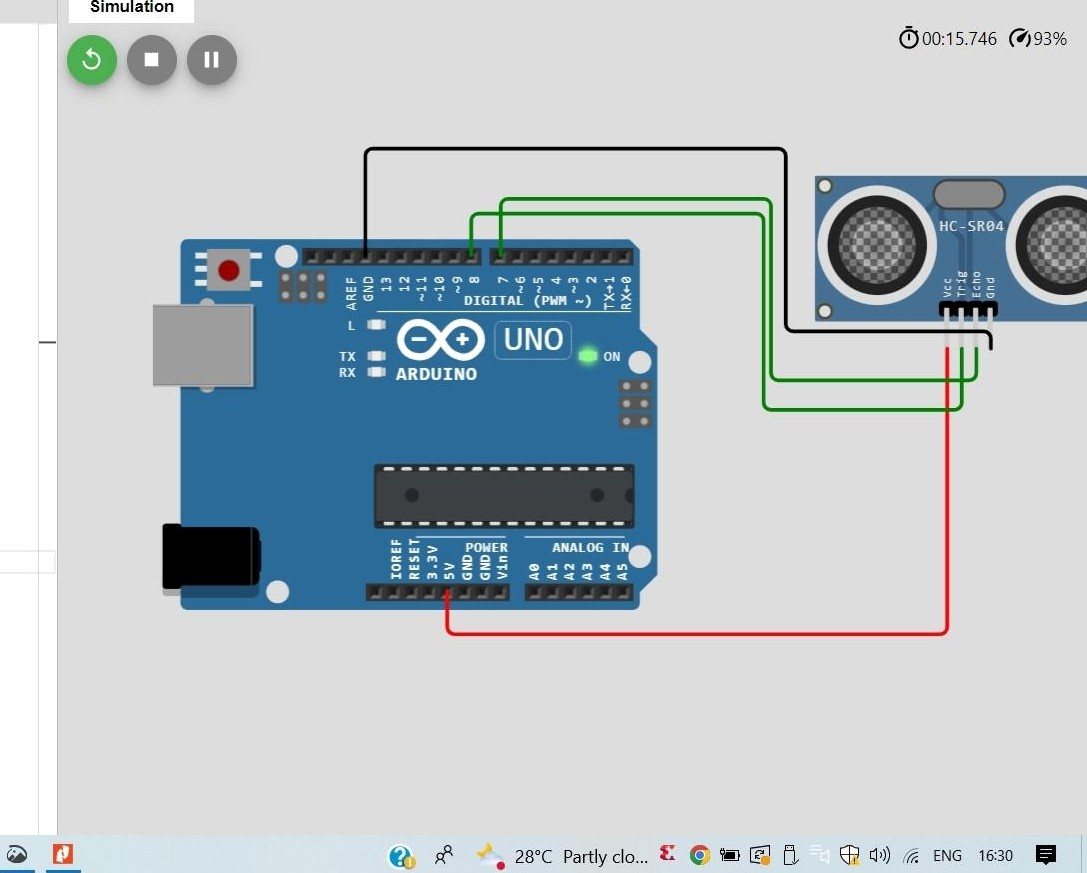 Simulation
00:15.746 93%
HC-SR04
Vcc
Trig
Echo
Gnd
AREF
GND
13
12
~11
~10
~9
8
7
~6
~5
4
~3
2
TX→1
RX←0
DIGITAL (PWM ~)
L
TX
RX
UNO
ON
ARDUINO
POWER
ANALOG IN
IOREF
RESET
3.3V
5V
GND
GND
Vin
A0
A1
A2
A3
A4
A5
28°C Partly clo... ENG 16:30